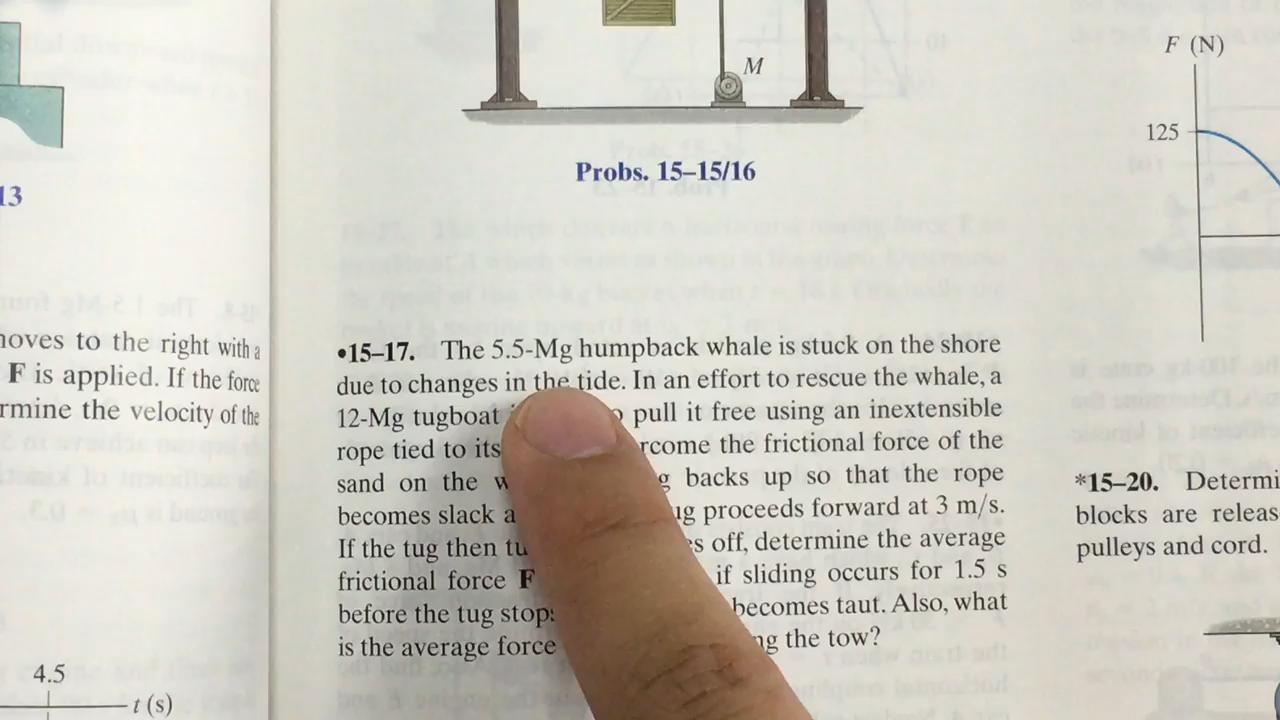 M
F (N)
125
Probs. 15–15/16
13
moves to the right with a
F is applied. If the force
rmine the velocity of the
•15–17. The 5.5-Mg humpback whale is stuck on the shore
due to changes in the tide. In an effort to rescue the whale, a
12-Mg tugboat pull it free using an inextensible
rope tied to its rcome the frictional force of the
sand on the w g backs up so that the rope
becomes slack a ug proceeds forward at 3 m/s.
If the tug then tu s off, determine the average
frictional force F if sliding occurs for 1.5 s
before the tug stops becomes taut. Also, what
is the average force ng the tow?
*15–20. Determi
blocks are releas
pulleys and cord.
4.5
t (s)